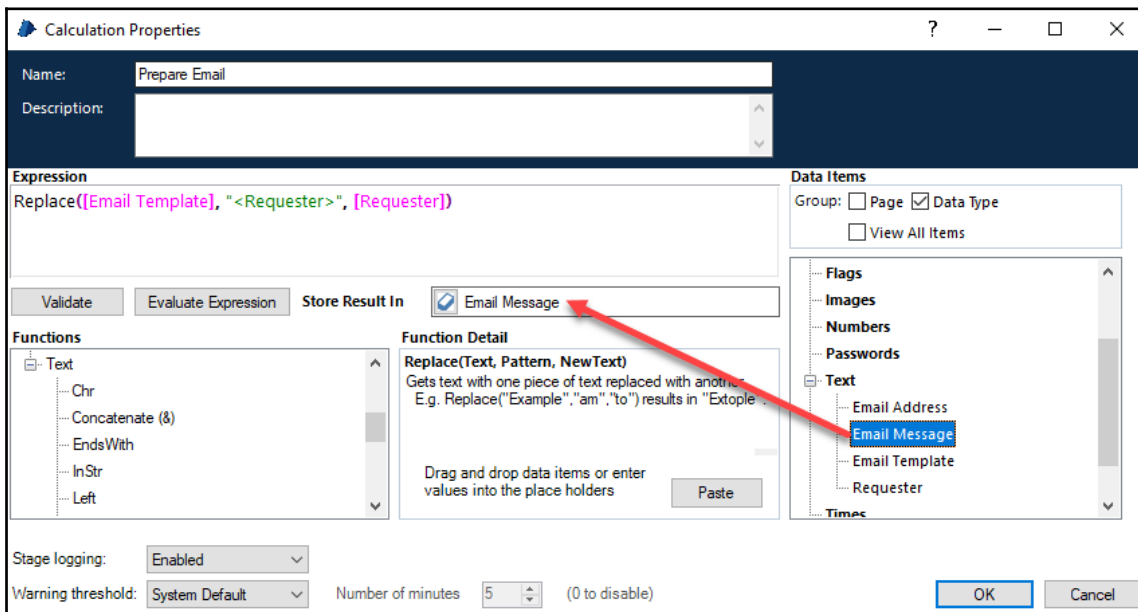 Calculation Properties
?
Name:
Prepare Email
Description:
Expression
Replace([Email Template], "<Requester>", [Requester])
Validate
Evaluate Expression
Store Result In
Email Message
Functions
Text
Chr
Concatenate (&)
EndsWith
InStr
Left
Function Detail
Replace(Text, Pattern, NewText)
Gets text with one piece of text replaced with another.
E.g. Replace("Example","am","to") results in "Extople".
Drag and drop data items or enter
values into the place holders
Paste
Data Items
Group: Page Data Type
View All Items
Flags
Images
Numbers
Passwords
Text
Email Address
Email Message
Email Template
Requester
Times
Stage logging:
Enabled
Warning threshold:
System Default
Number of minutes
5
(0 to disable)
OK
Cancel